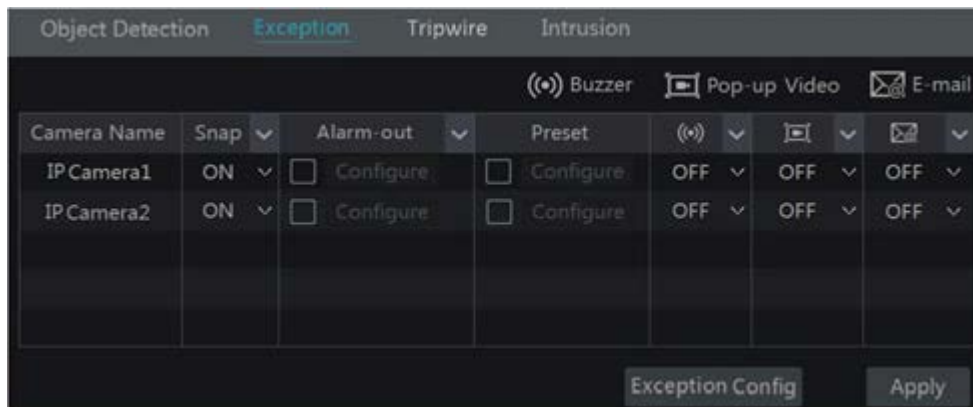 Object Detection Exception Tripwire Intrusion
Buzzer Pop-up Video E-mail
Camera Name Snap Alarm-out Preset
IP Camera1 ON Configure Configure OFF OFF OFF
IP Camera2 ON Configure Configure OFF OFF OFF
Exception Config Apply